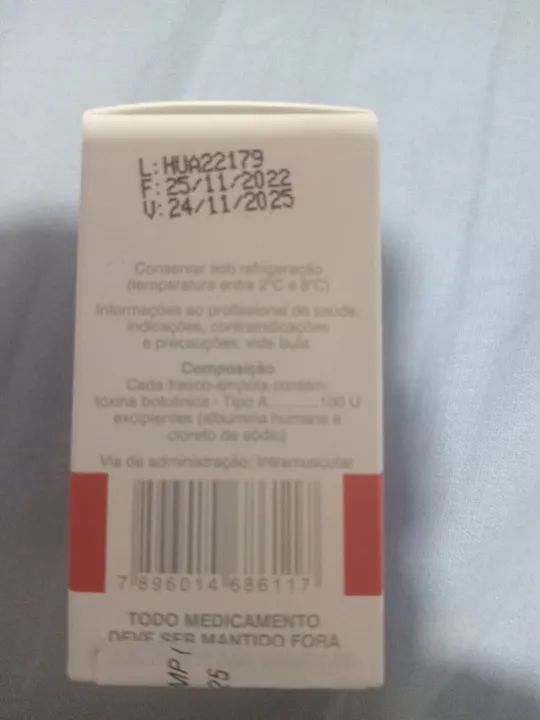 L: HUA22179
F: 25/11/2022
V: 24/11/2025
Conservar sob refrigeração
(temperatura entre 2°C e 8°C)
Informações ao profissional de saúde,
indicações, contraindicações
e precauções: vide bula.
Composição
Cada frasco-ampola contém:
toxina botulínica - Tipo A...........100 U
excipientes (albumina humana e
cloreto de sódio)
Via de administração: Intramuscular
7 896014 686117
TODO MEDICAMENTO
DEVE SER MANTIDO FORA
MP
25